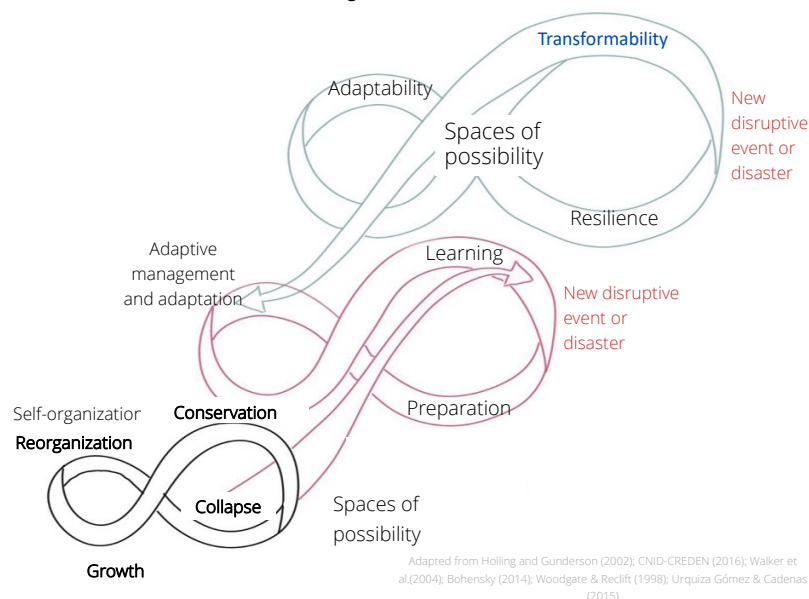 Transformability
Adaptability
New
disruptive
event or
disaster
Spaces of
possibility
Resilience
Adaptive
management
and adaptation
Learning
New disruptive
event or
disaster
Preparation
Self-organization
Conservation
Reorganization
Collapse
Spaces of
possibility
Growth
Adapted from Holling and Gunderson (2002); CNID-CREDEN (2016); Walker et
al.(2004); Bohensky (2014); Woodgate & Reclift (1998); Urquiza Gómez & Cadenas
(2015)